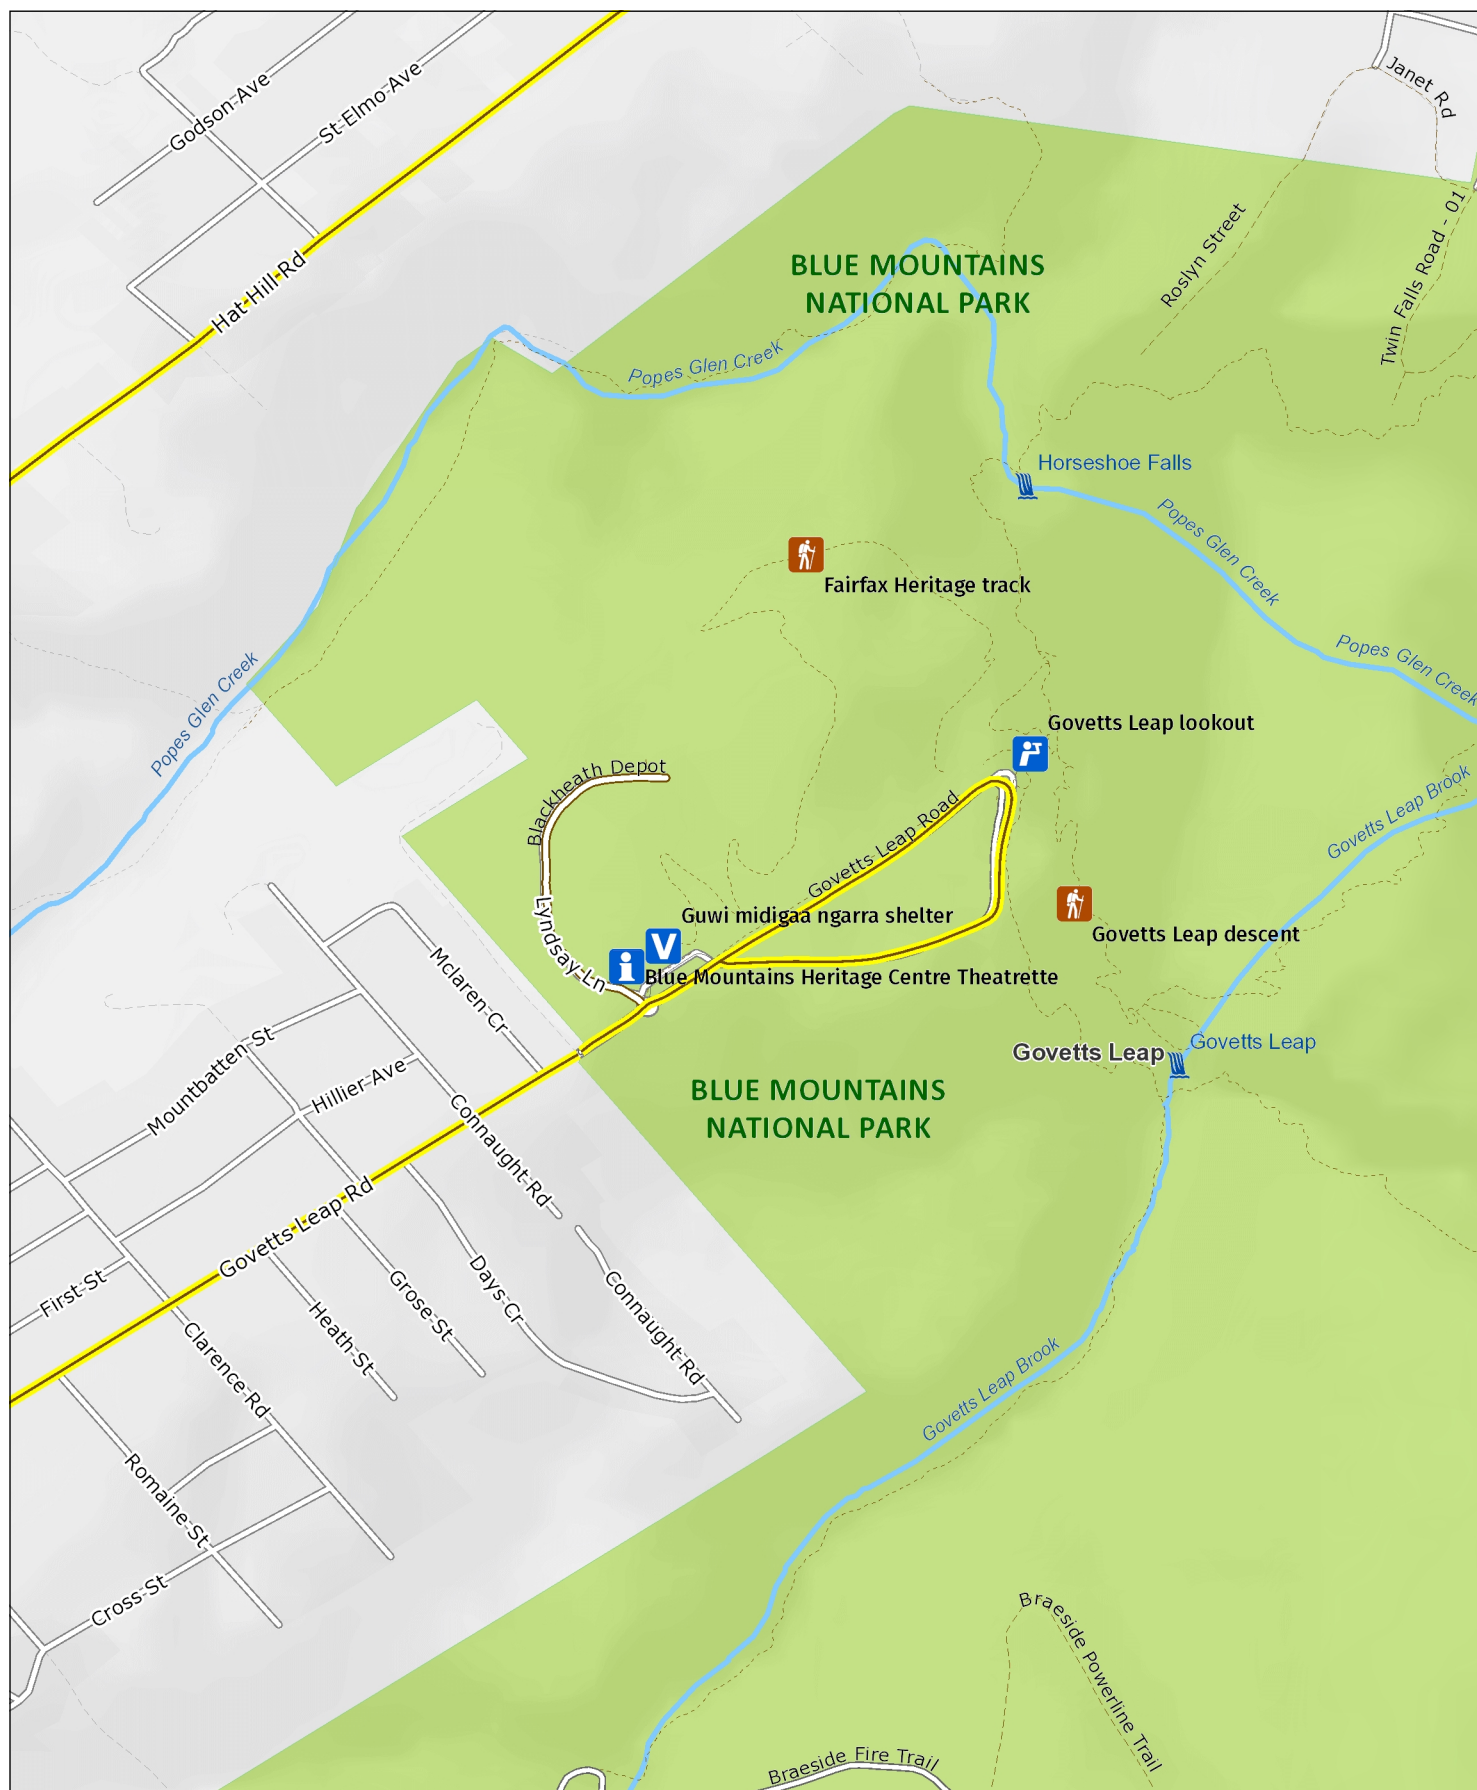 Janet Rd
Godson Ave
St Elmo Ave
Hat Hill Rd
BLUE MOUNTAINS
NATIONAL PARK
Roslyn Street
Twin Falls Road - 01
Popes Glen Creek
Horseshoe Falls
Popes Glen Creek
Fairfax Heritage track
Popes Glen Creek
Popes Glen Creek
Govetts Leap lookout
Blackheath Depot
Govetts Leap Road
Govetts Leap Brook
Lyndsay Ln
Guwi midigaa ngarra shelter
V
i
Blue Mountains Heritage Centre Theatrette
Govetts Leap descent
Mclaren Cr
Mountbatten St
Hillier Ave
Govetts Leap
Govetts Leap
BLUE MOUNTAINS
NATIONAL PARK
Connaught Rd
Govetts Leap Rd
First St
Days Cr
Grose St
Heath St
Connaught Rd
Clarence Rd
Govetts Leap Brook
Romaine St
Cross St
Braeside Powerline Trail
Braeside Fire Trail